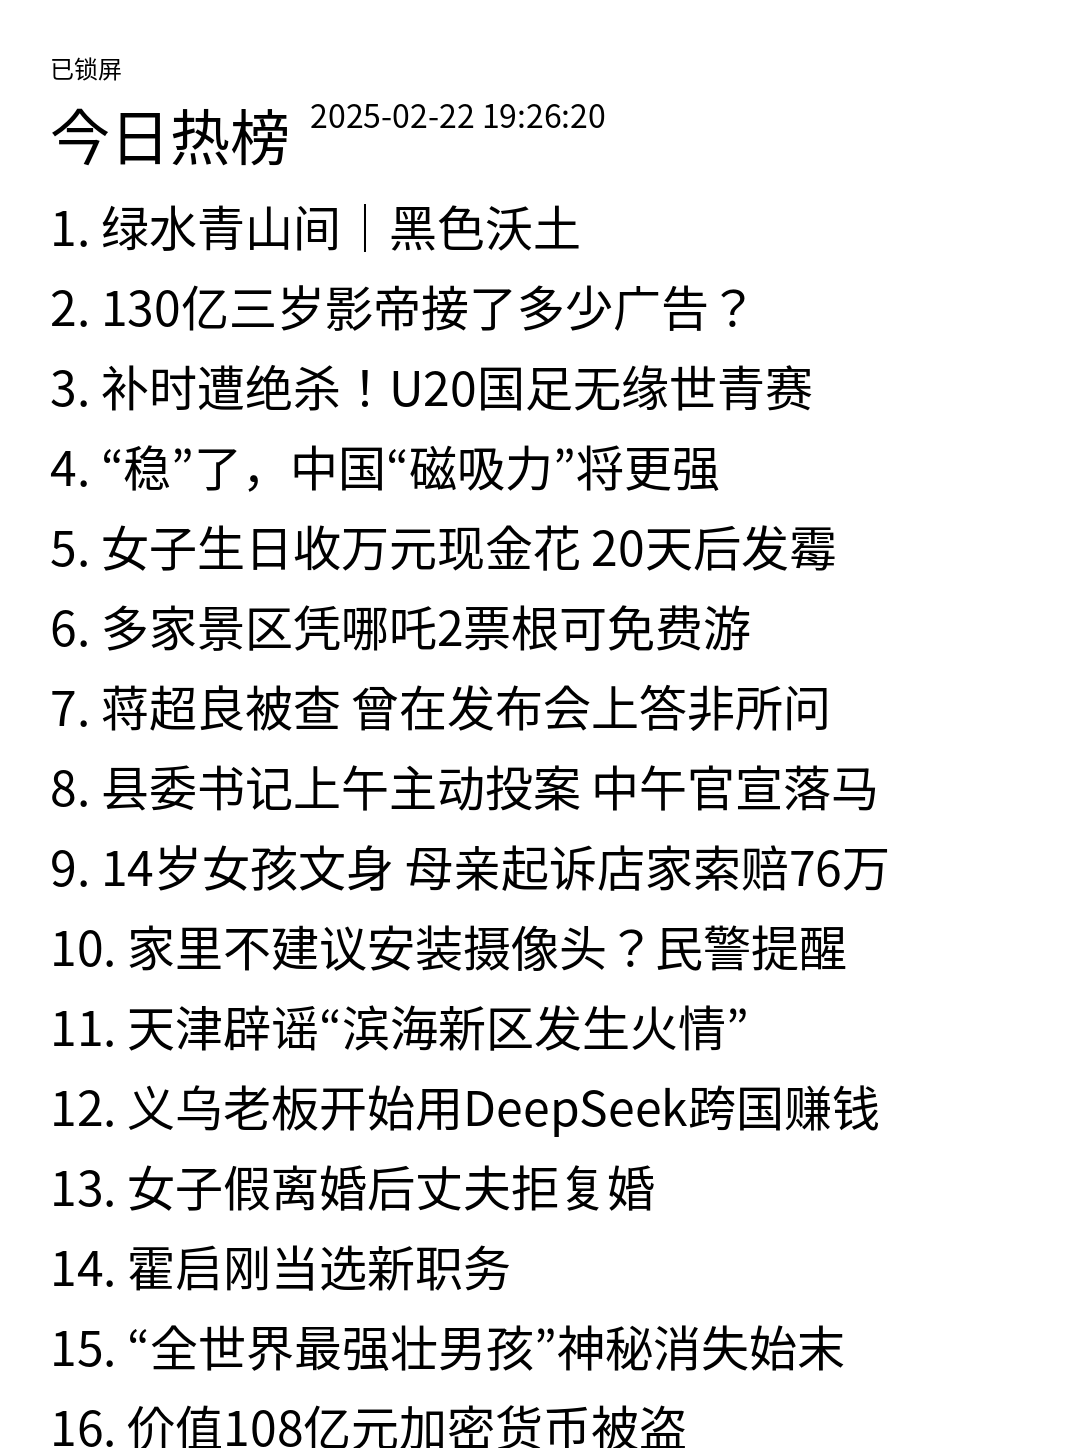 已锁屏
今日热榜 2025-02-22 19:26:20
1. 绿水青山间｜黑色沃土
2. 130亿三岁影帝接了多少广告？
3. 补时遭绝杀！U20国足无缘世青赛
4. “稳”了，中国“磁吸力”将更强
5. 女子生日收万元现金花 20天后发霉
6. 多家景区凭哪吒2票根可免费游
7. 蒋超良被查 曾在发布会上答非所问
8. 县委书记上午主动投案 中午官宣落马
9. 14岁女孩文身 母亲起诉店家索赔76万
10. 家里不建议安装摄像头？民警提醒
11. 天津辟谣“滨海新区发生火情”
12. 义乌老板开始用DeepSeek跨国赚钱
13. 女子假离婚后丈夫拒复婚
14. 霍启刚当选新职务
15. “全世界最强壮男孩”神秘消失始末
16. 价值108亿元加密货币被盗